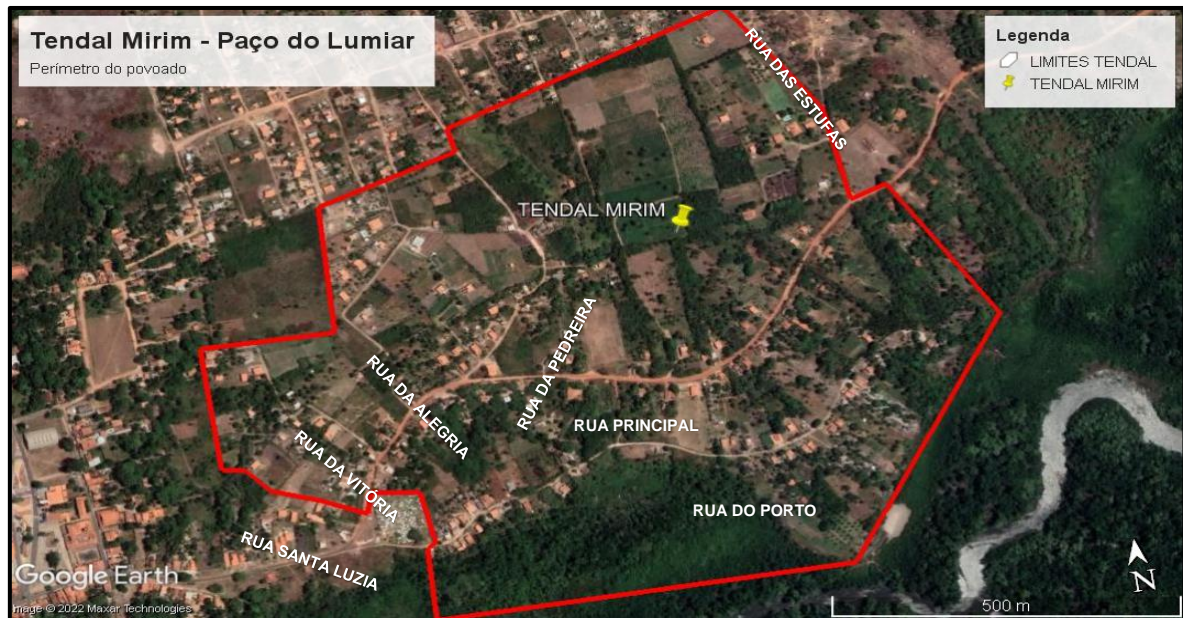 Tendal Mirim - Paço do Lumiar
Perímetro do povoado
Legenda
LIMITES TENDAL
TENDAL MIRIM
RUA DAS ESTUFAS
TENDAL MIRIM
RUA DA PEDREIRA
RUA DA ALEGRIA
RUA PRINCIPAL
RUA DA VITÓRIA
RUA DO PORTO
RUA SANTA LUZIA
Google Earth
Image © 2022 Maxar Technologies
N
500 m